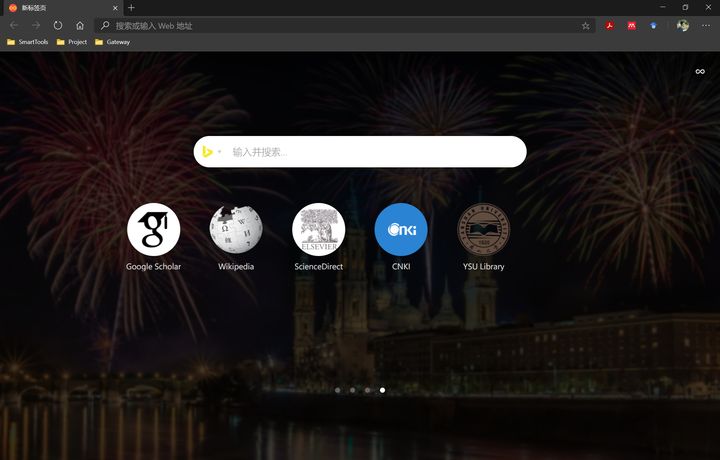 新标签页
搜索或输入 Web 地址
SmartTools
Project
Gateway
输入并搜索...
ELSEVIER
Cnki
W
Google Scholar
Wikipedia
ScienceDirect
CNKI
YSU Library